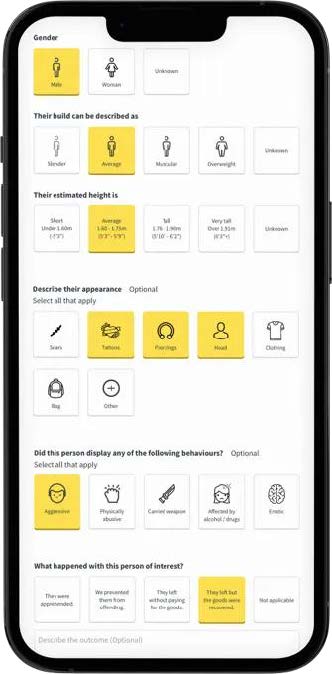 Gender
Male
Woman
Unknown
Their build can be described as
Slender
Average
Muscular
Overweight
Unknown
Their estimated height is
Short
Under 1.60m
(<5'3")
Average
1.60 - 1.75m
(5'3" - 5'9")
Tall
1.76 - 1.90m
(5'10" - 6'2")
Very tall
Over 1.91m
(6'3"+)
Unknown
Describe their appearance Optional
Select all that apply
Scars
Tattoos
Piercings
Head
Clothing
Bag
Other
Did this person display any of the following behaviours? Optional
Select all that apply
Aggressive
Physically
abusive
Carried weapon
Affected by
alcohol / drugs
Erratic
What happened with this person of interest?
They were
apprehended
We prevented
them from
offending
They left
without paying
for the goods
They left but
the goods were
recovered
Not applicable
Describe the outcome (Optional)